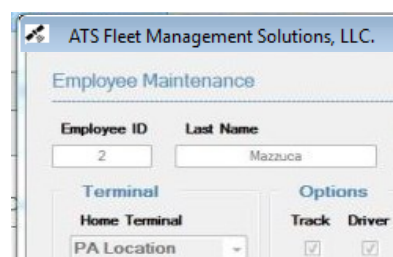 ATS Fleet Management Solutions, LLC.
Employee Maintenance
Employee ID Last Name
2 Mazzuca
Terminal Options
Home Terminal Track Driver
PA Location